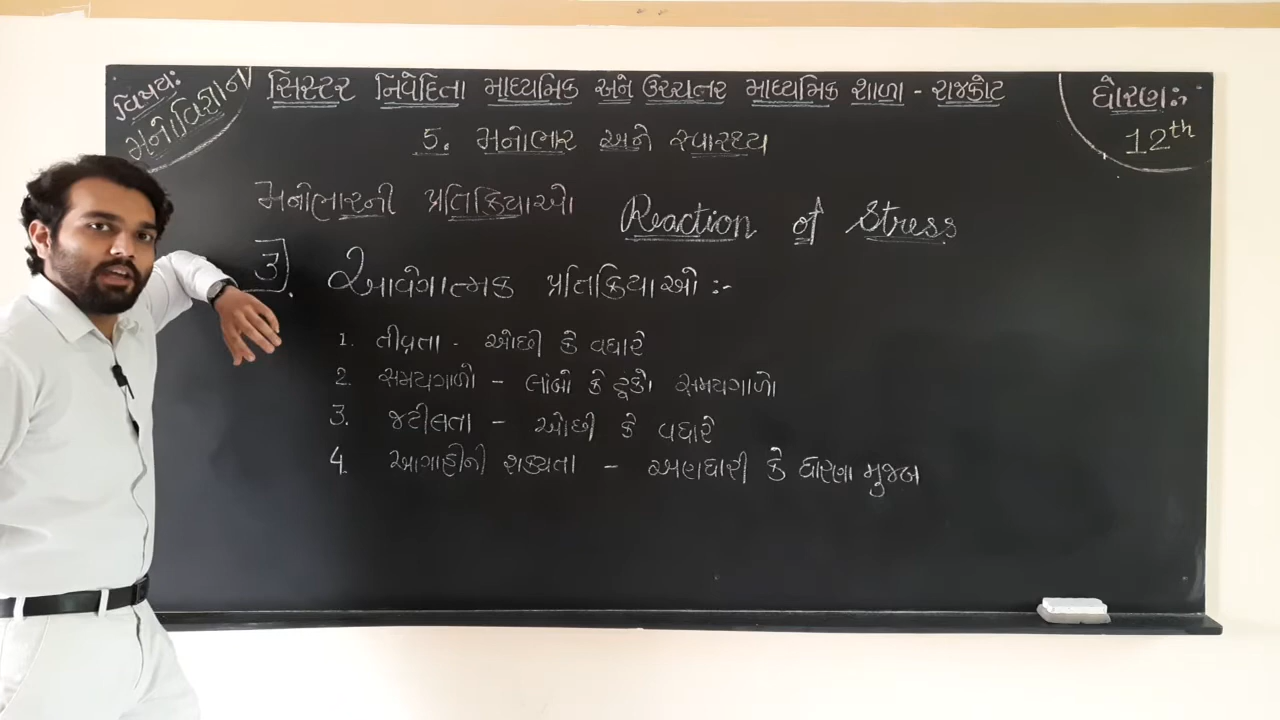 વિષય:
મનોવિજ્ઞાન
સિસ્ટર નિવેદિતા માધ્યમિક અને ઉચ્ચતર માધ્યમિક શાળા - રાજકોટ
ધોરણ:
12th
5. મનોભાર અને સ્વાસ્થ્ય
મનોભારની પ્રતિક્રિયાઓ Reaction of Stress
3. આવેગાત્મક પ્રતિક્રિયાઓ :-
1. તીવ્રતા - ઓછી કે વધારે
2. સમયગાળો - લાંબો કે ટૂંકો સમયગાળો
3. જટીલતા - ઓછી કે વધારે
4. આગાહીની શક્યતા - અણધારી કે ધારણા મુજબ